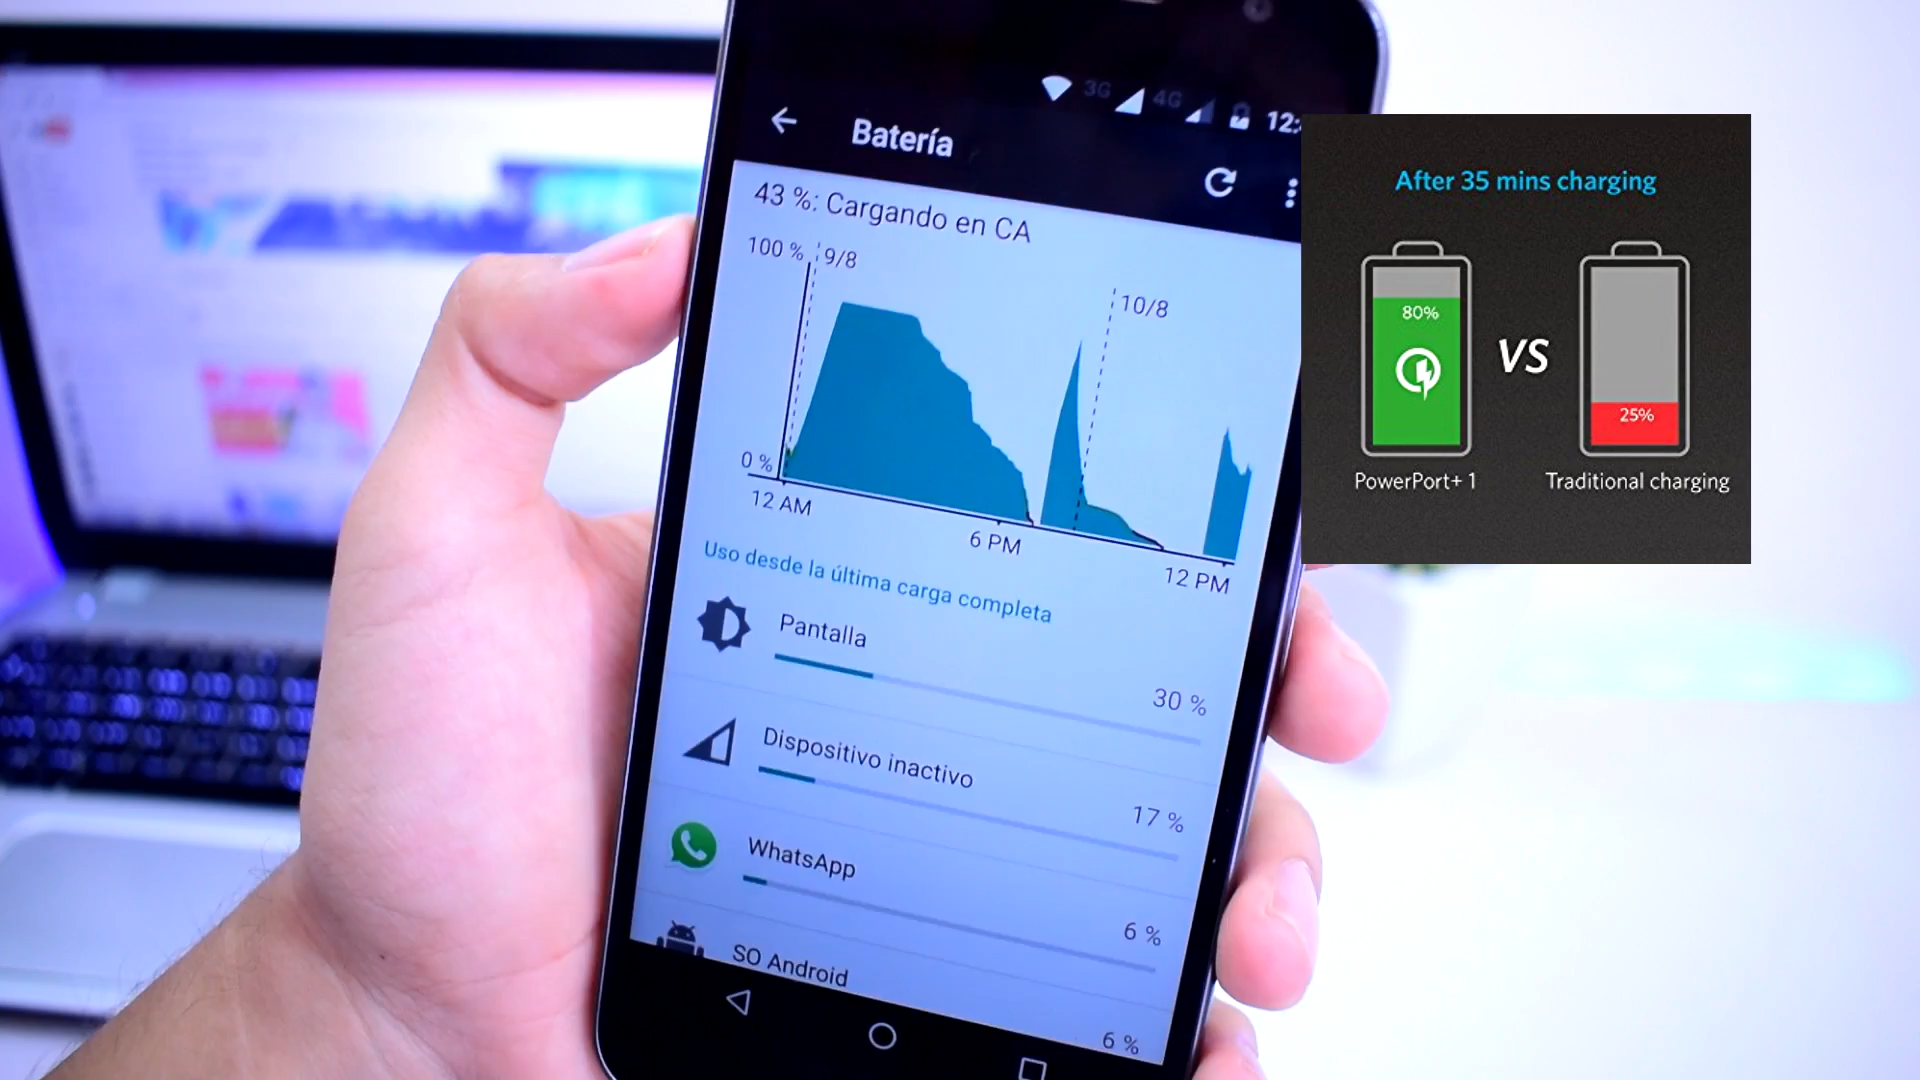 3G 4G 12:
Batería
43 %: Cargando en CA
100 % 9/8
10/8
0 %
12 AM
6 PM
12 PM
Uso desde la última carga completa
Pantalla
30 %
Dispositivo inactivo
17 %
WhatsApp
6 %
SO Android
6 %
After 35 mins charging
80%
VS
25%
PowerPort+ 1
Traditional charging